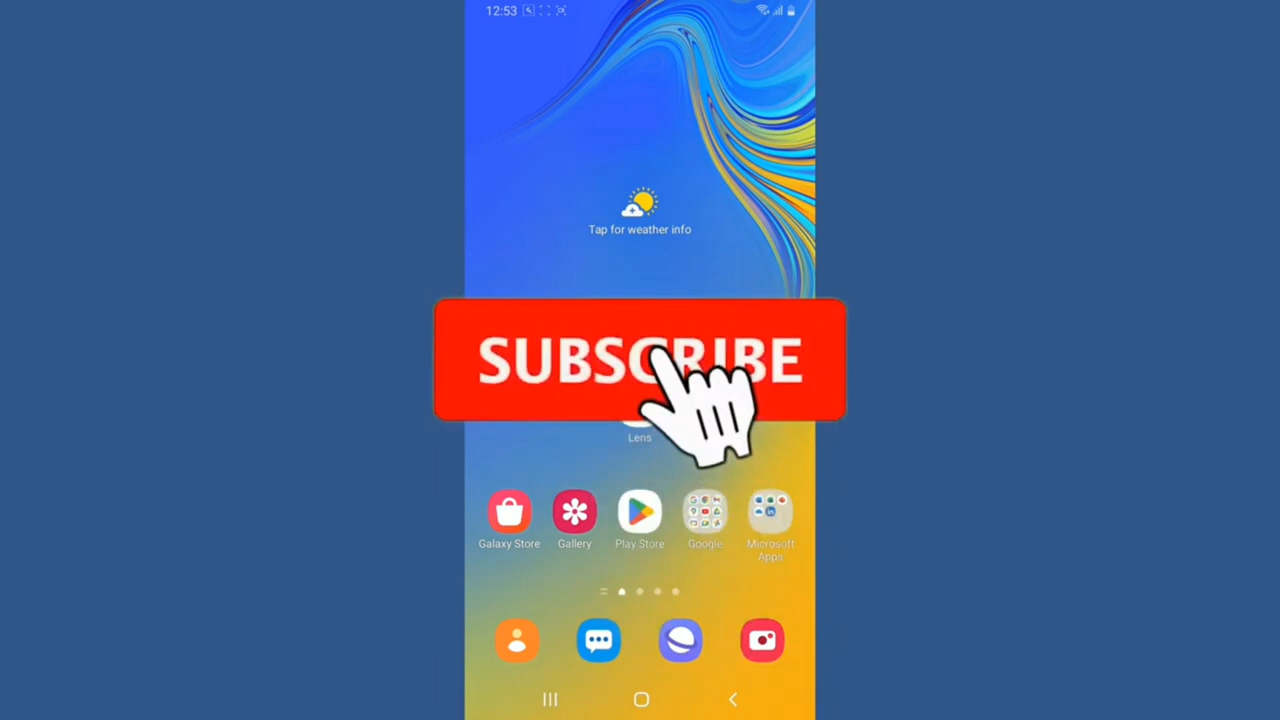 12:53
Tap for weather info
SUBSCRIBE
Lens
Galaxy Store
Gallery
Play Store
Google
Microsoft
Apps